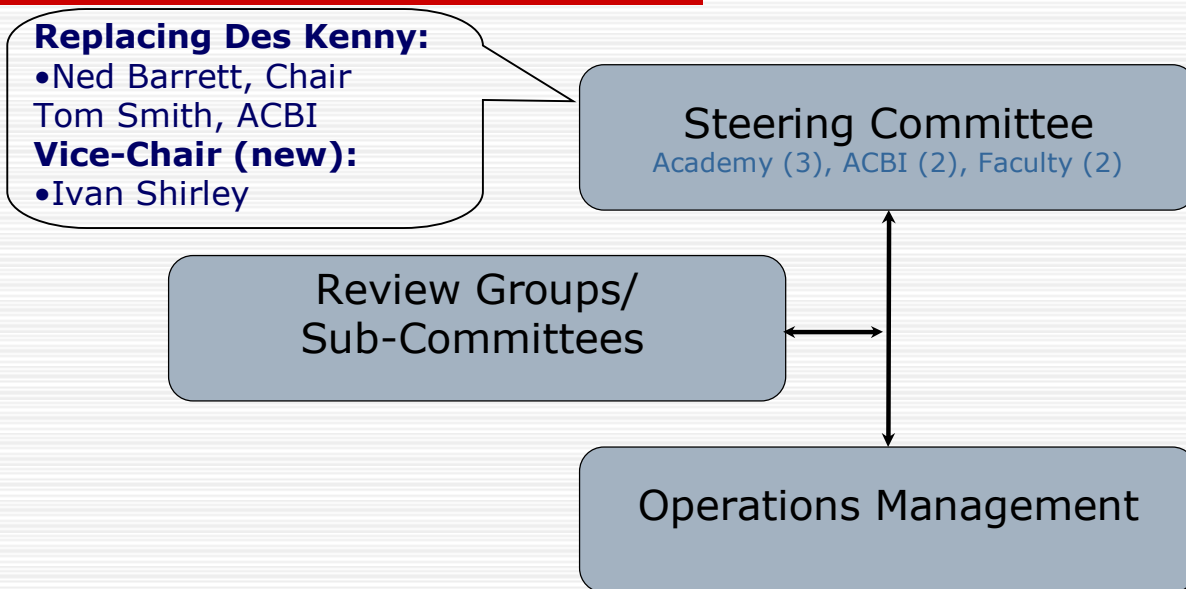 Replacing Des Kenny:
•Ned Barrett, Chair
Tom Smith, ACBI
Vice-Chair (new):
•Ivan Shirley
Steering Committee
Academy (3), ACBI (2), Faculty (2)
Review Groups/
Sub-Committees
Operations Management